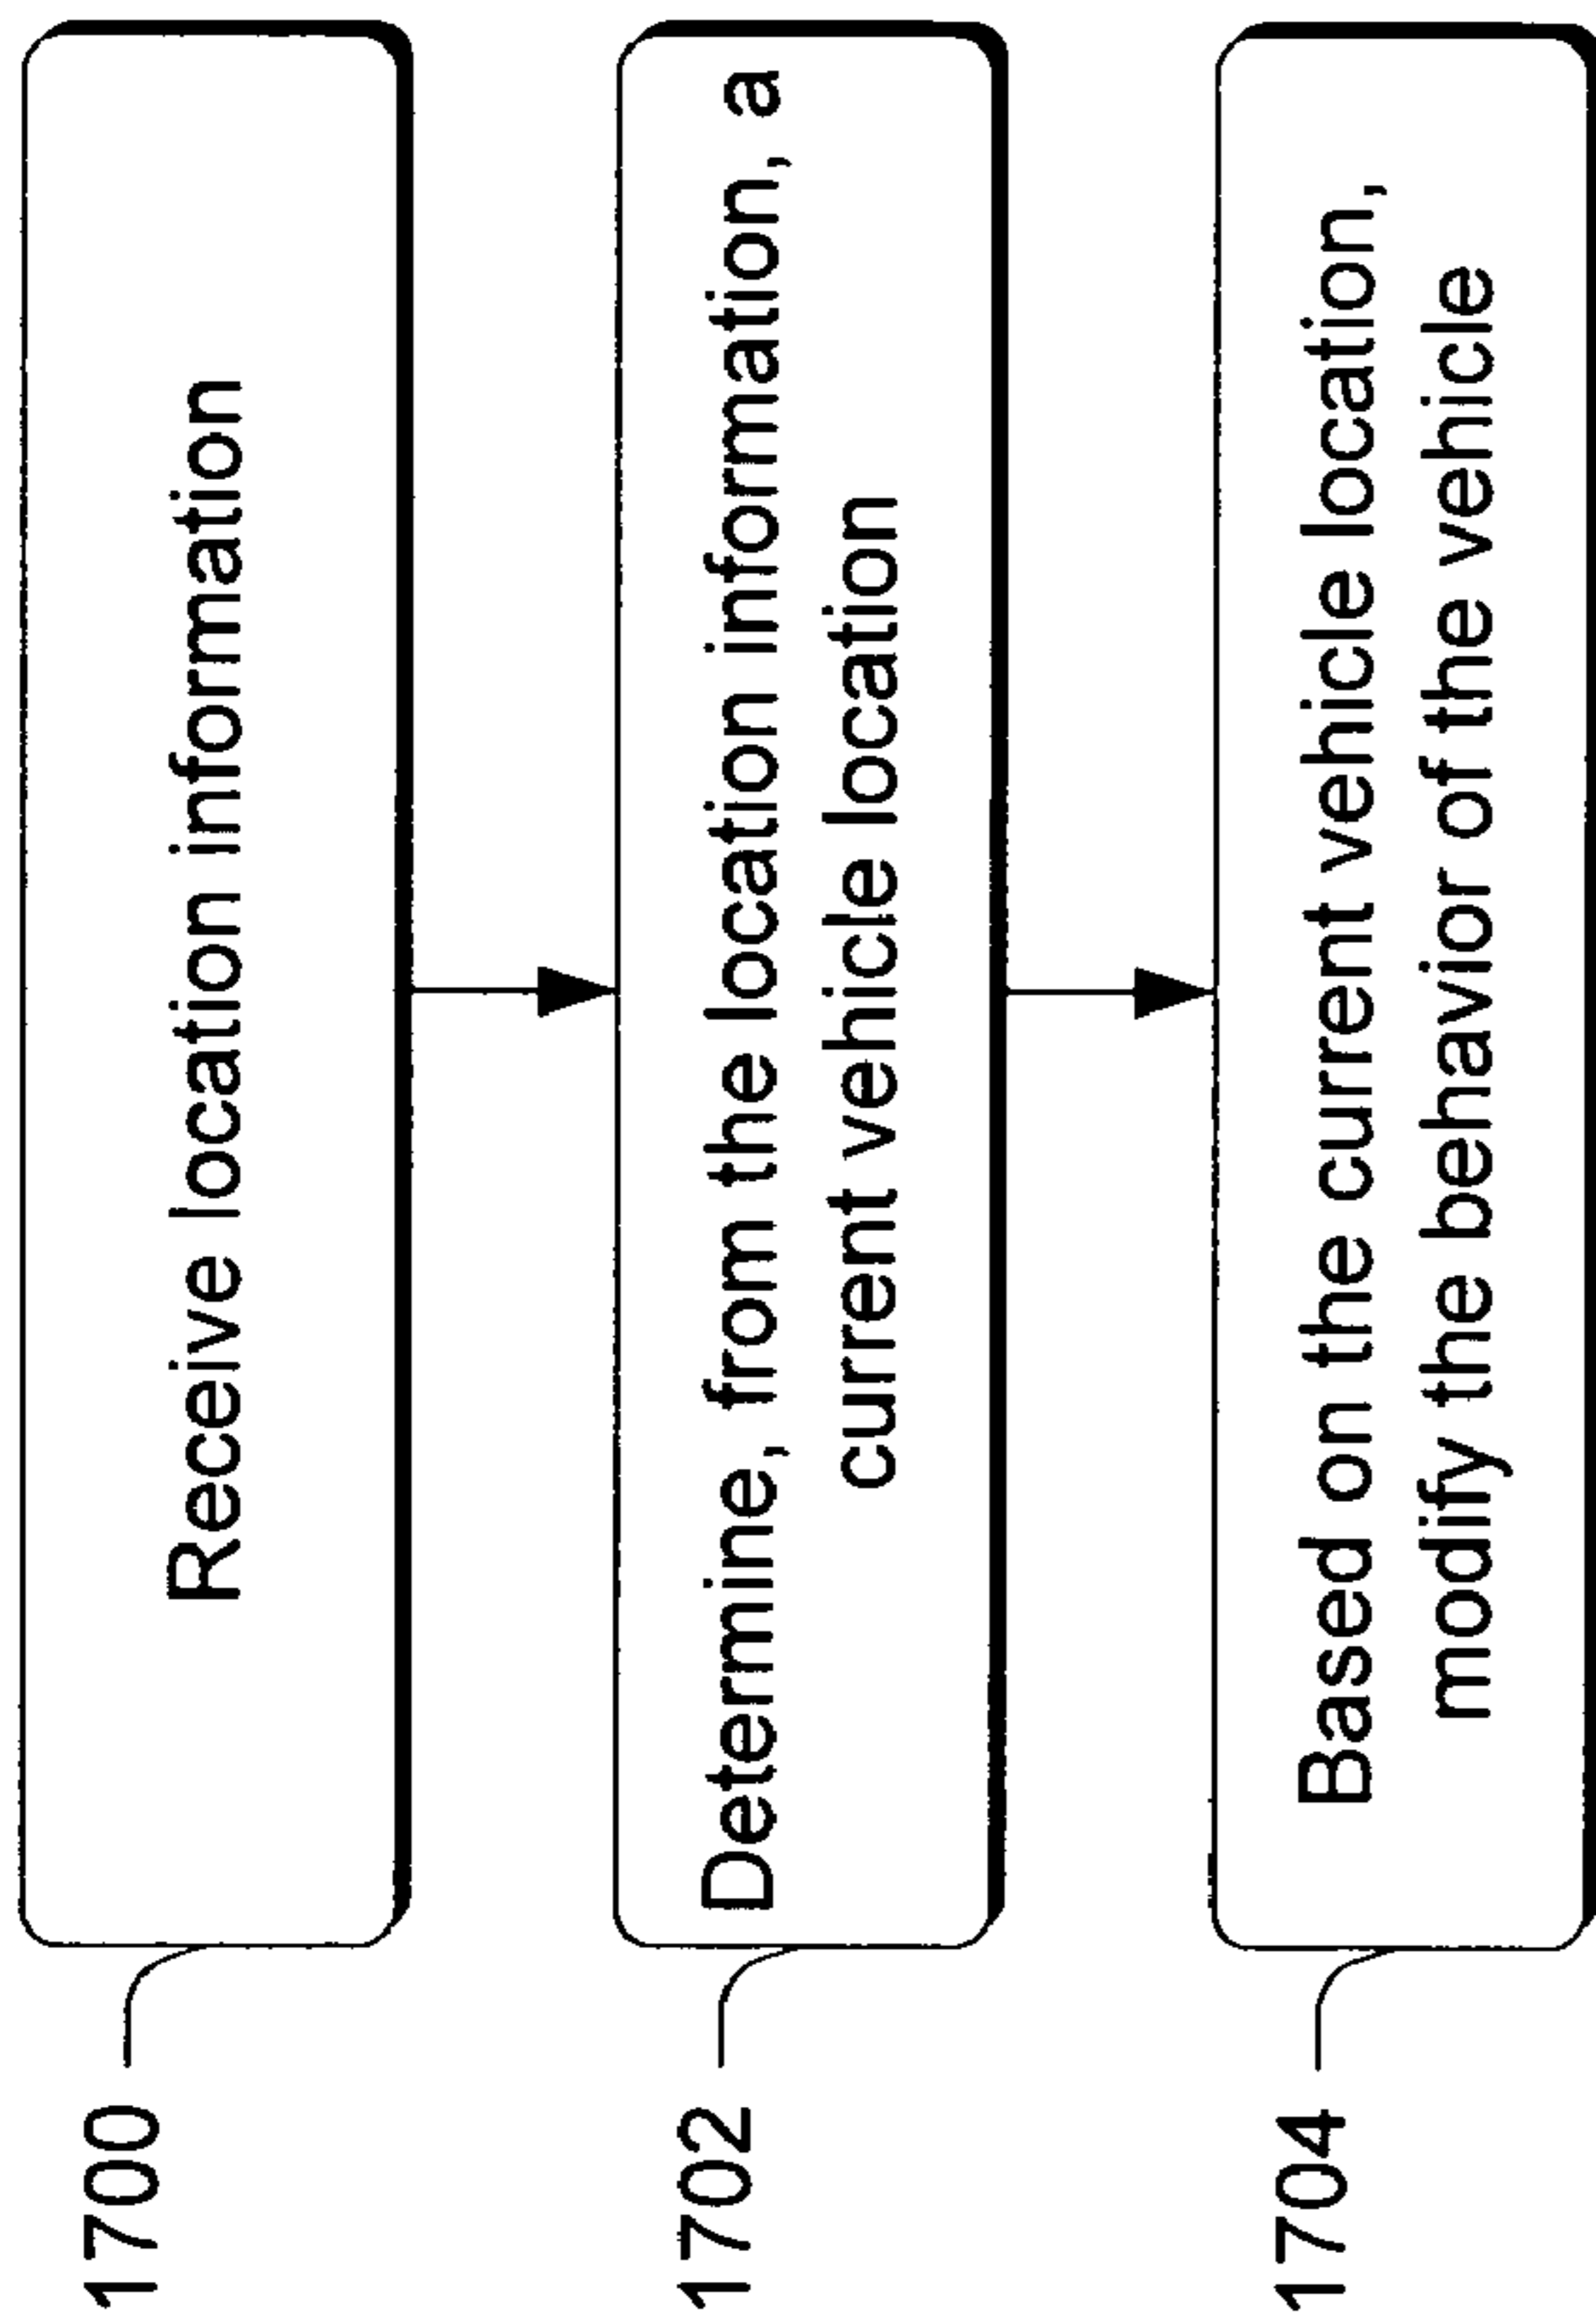 1700
Receive location information
1702
Determine, from the location information, a
current vehicle location
1704
Based on the current vehicle location,
modify the behavior of the vehicle